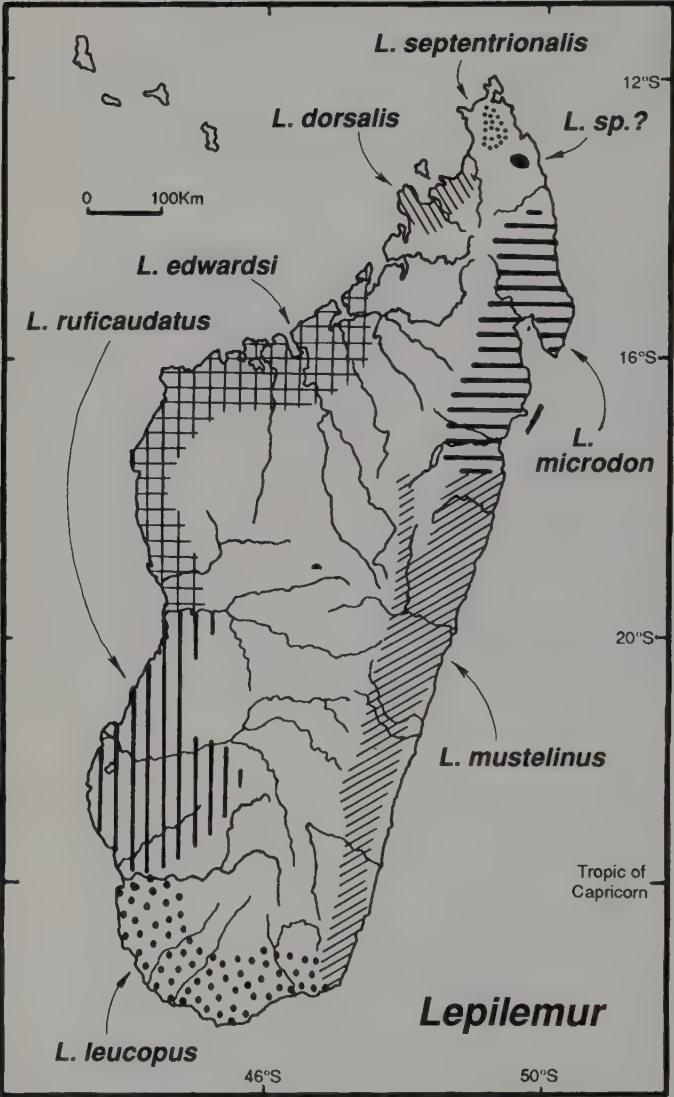 L. septentrionalis
12°S
L. dorsalis
L. sp.?
0 100Km
L. edwardsi
L. ruficaudatus
16°S
L.
microdon
20°S
L. mustelinus
Tropic of
Capricorn
Lepilemur
L. leucopus
46°S 50°S